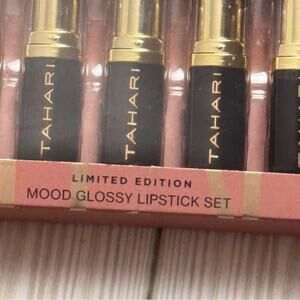 TAHARI
TAHARI
TAHARI
LIMITED EDITION
MOOD GLOSSY LIPSTICK SET